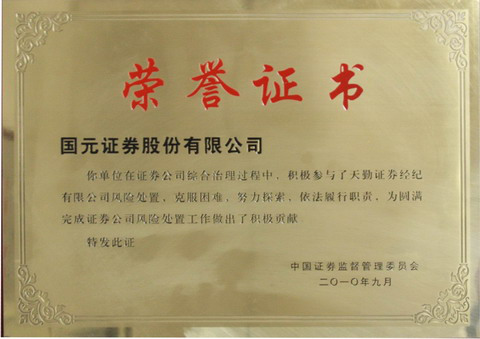 荣誉证书
国元证券股份有限公司
你单位在证券公司综合治理过程中，积极参与了天勤证券经纪
有限公司风险处置，克服困难，努力探索，依法履行职责，为圆满
完成证券公司风险处置工作做出了积极贡献
特发此证
中国证券监督管理委员会
二〇一〇年九月